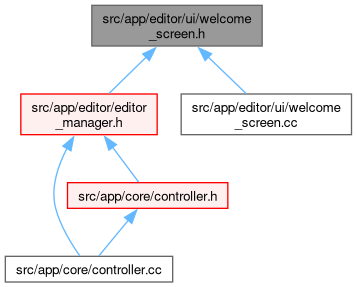 src/app/editor/ui/welcome
_screen.h
src/app/editor/editor
_manager.h
src/app/editor/ui/welcome
_screen.cc
src/app/core/controller.h
src/app/core/controller.cc